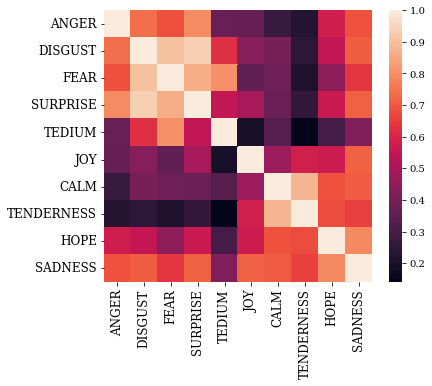 ANGER
DISGUST
FEAR
SURPRISE
TEDIUM
JOY
CALM
TENDERNESS
HOPE
SADNESS
ANGER
DISGUST
FEAR
SURPRISE
TEDIUM
JOY
CALM
TENDERNESS
HOPE
SADNESS
1.0
0.9
0.8
0.7
0.6
0.5
0.4
0.3
0.2